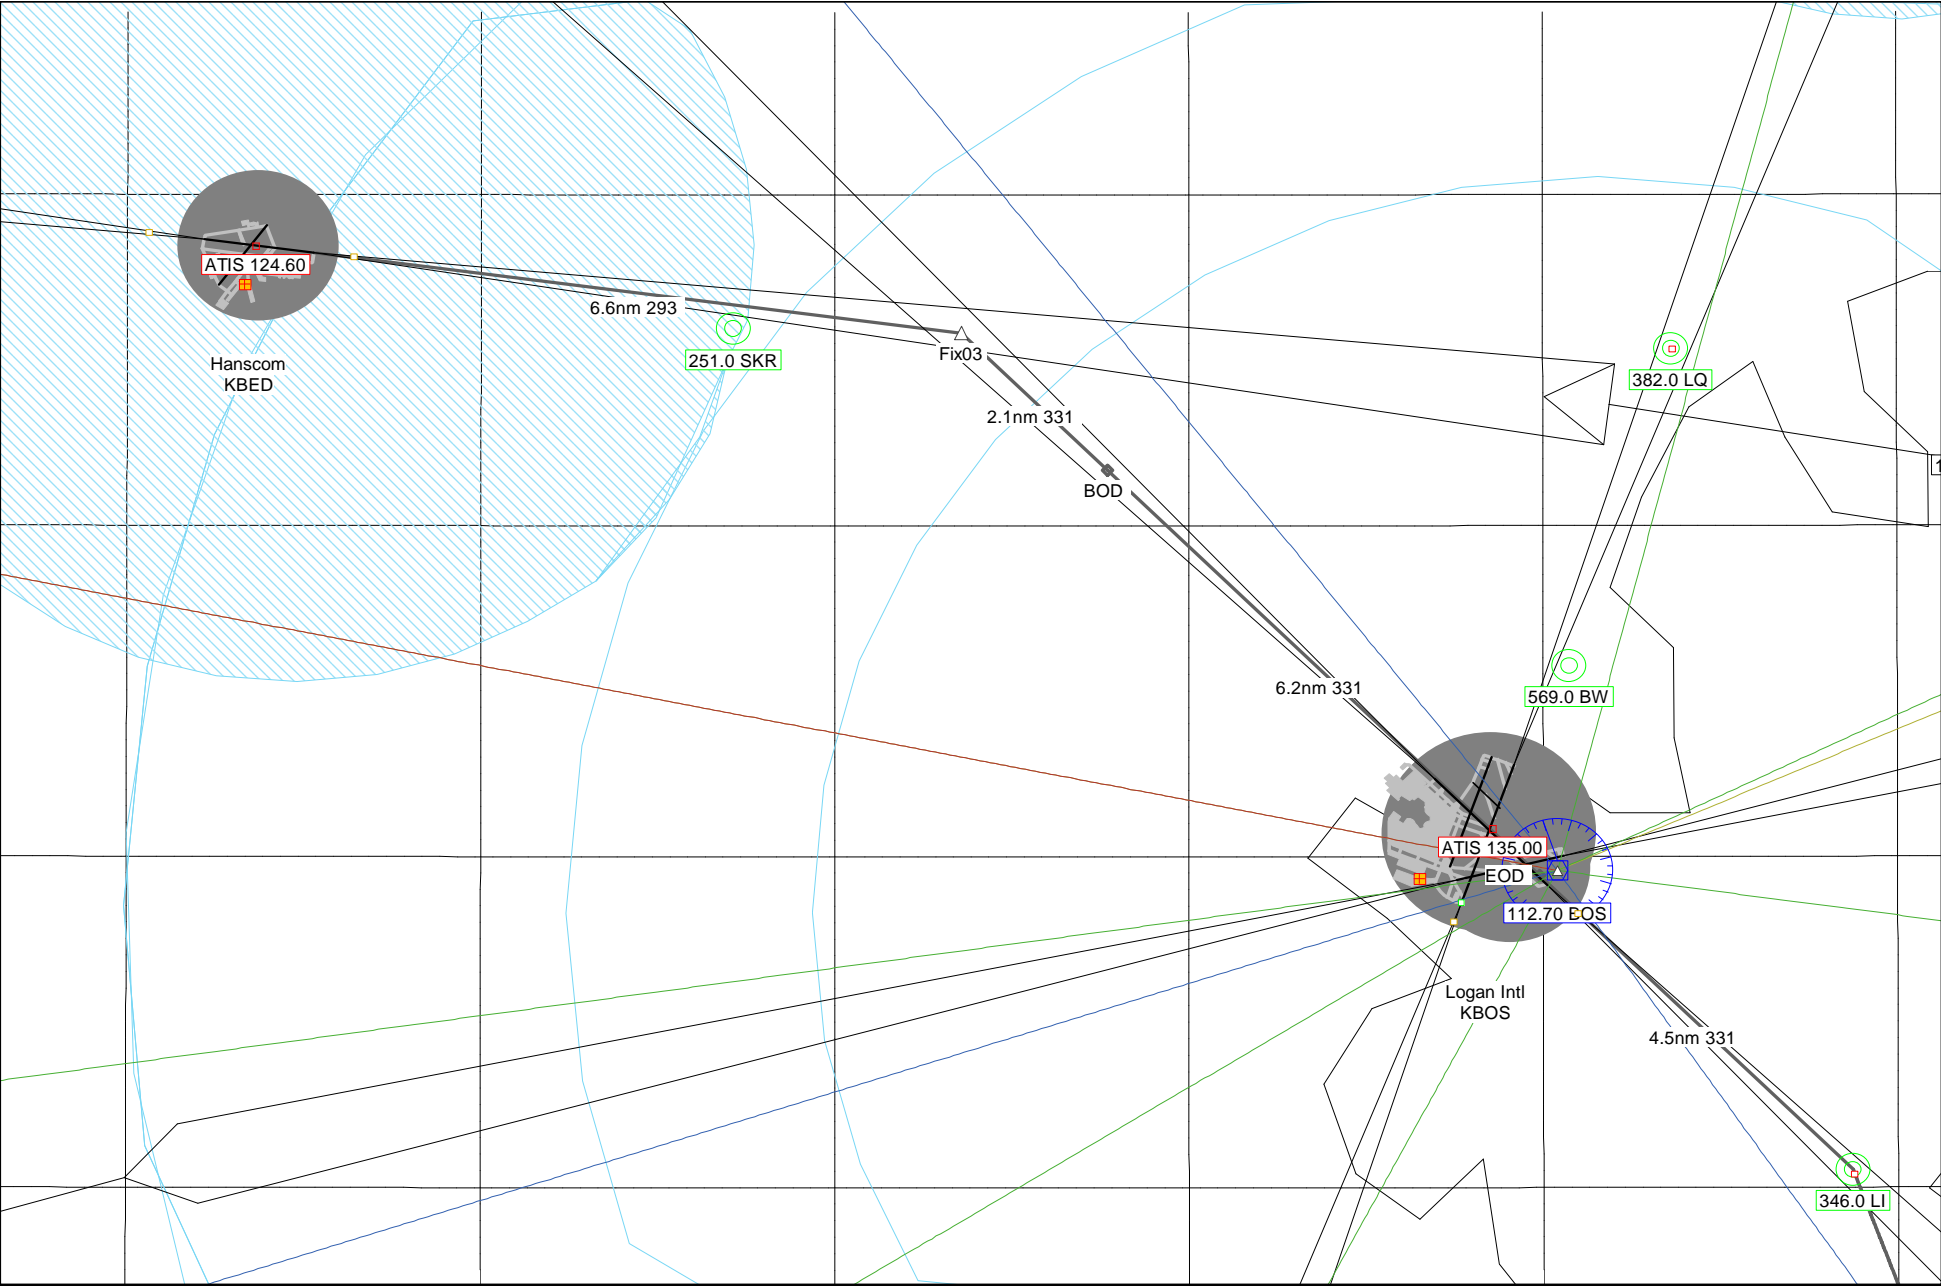 ATIS 124.60
6.6nm 293
251.0 SKR
Fix03
Hanscom
KBED
382.0 LQ
2.1nm 331
1
BOD
6.2nm 331
569.0 BW
ATIS 135.00
EOD
112.70 BOS
Logan Intl
KBOS
4.5nm 331
346.0 LI